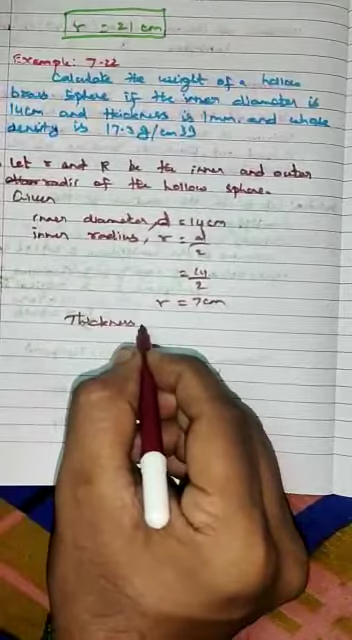 r = 21 cm
Example: 7.22
Calculate the weight of a hollow
brass sphere if the inner diameter is
14cm and thickness is 1mm. and whose
density is 17.3 g/cm3)
Let r and R be the inner and outer
radii of the hollow sphere.
Given
inner diameter, d = 14cm
inner radius, r = d/2
= 14/2
r = 7cm
Thickness